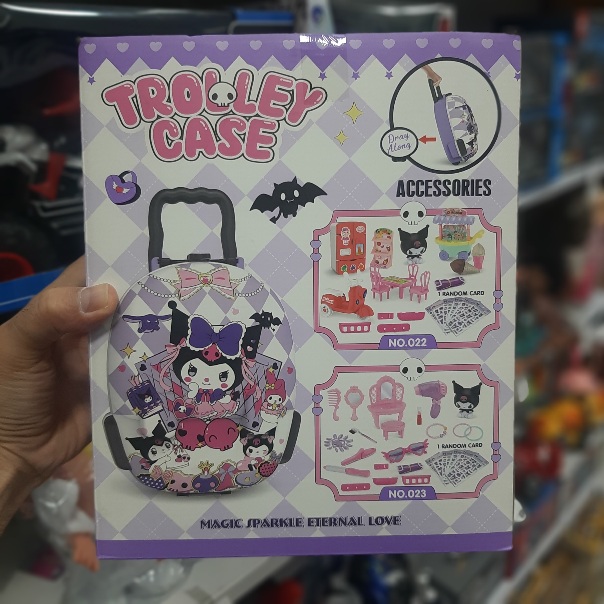 TROLLEY
CASE
Drag
Along
ACCESSORIES
1 RANDOM CARD
NO.022
1 RANDOM CARD
NO.023
MAGIC SPARKLE ETERNAL LOVE